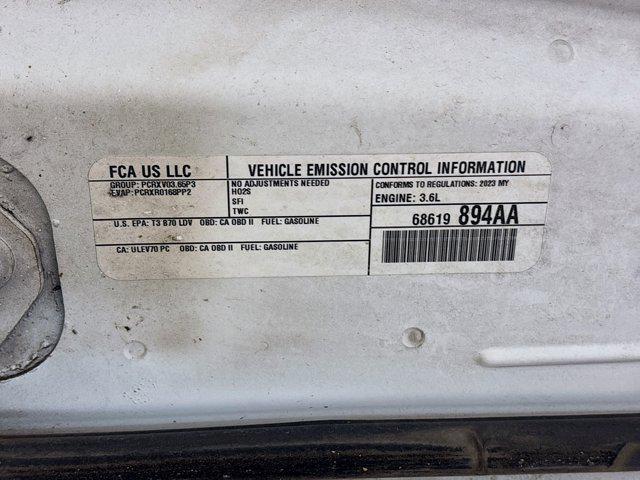 FCA US LLC
VEHICLE EMISSION CONTROL INFORMATION
GROUP: PCRXV03.65P3
EVAP: PCRXR0168PP2
NO ADJUSTMENTS NEEDED
HO2S
SFI
TWC
CONFORMS TO REGULATIONS: 2023 MY
ENGINE: 3.6L
U.S. EPA: T3 B70 LDV OBD: CA OBD II FUEL: GASOLINE
CA: ULEV70 PC OBD: CA OBD II FUEL: GASOLINE
68619 894AA